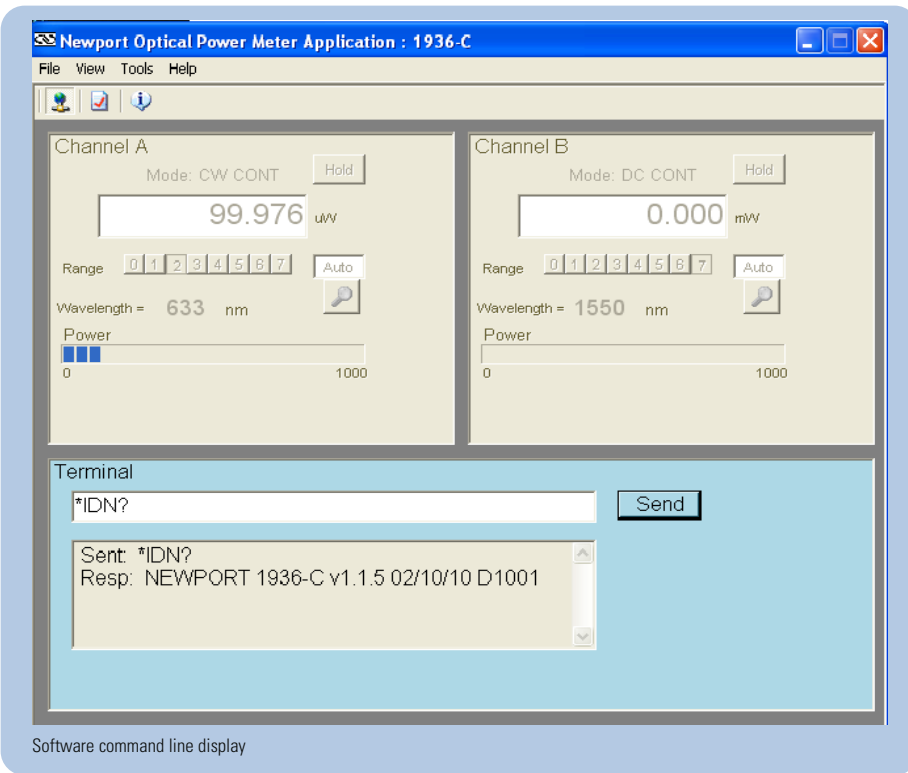 Newport Optical Power Meter Application : 1936-C
File View Tools Help
Channel A
Mode: CW CONT
Hold
99.976 uW
Range 0 1 2 3 4 5 6 7 Auto
Wavelength = 633 nm
Power
0 1000
Channel B
Mode: DC CONT
Hold
0.000 mW
Range 0 1 2 3 4 5 6 7 Auto
Wavelength = 1550 nm
Power
0 1000
Terminal
*IDN?
Send
Sent: *IDN?
Resp: NEWPORT 1936-C v1.1.5 02/10/10 D1001
Software command line display